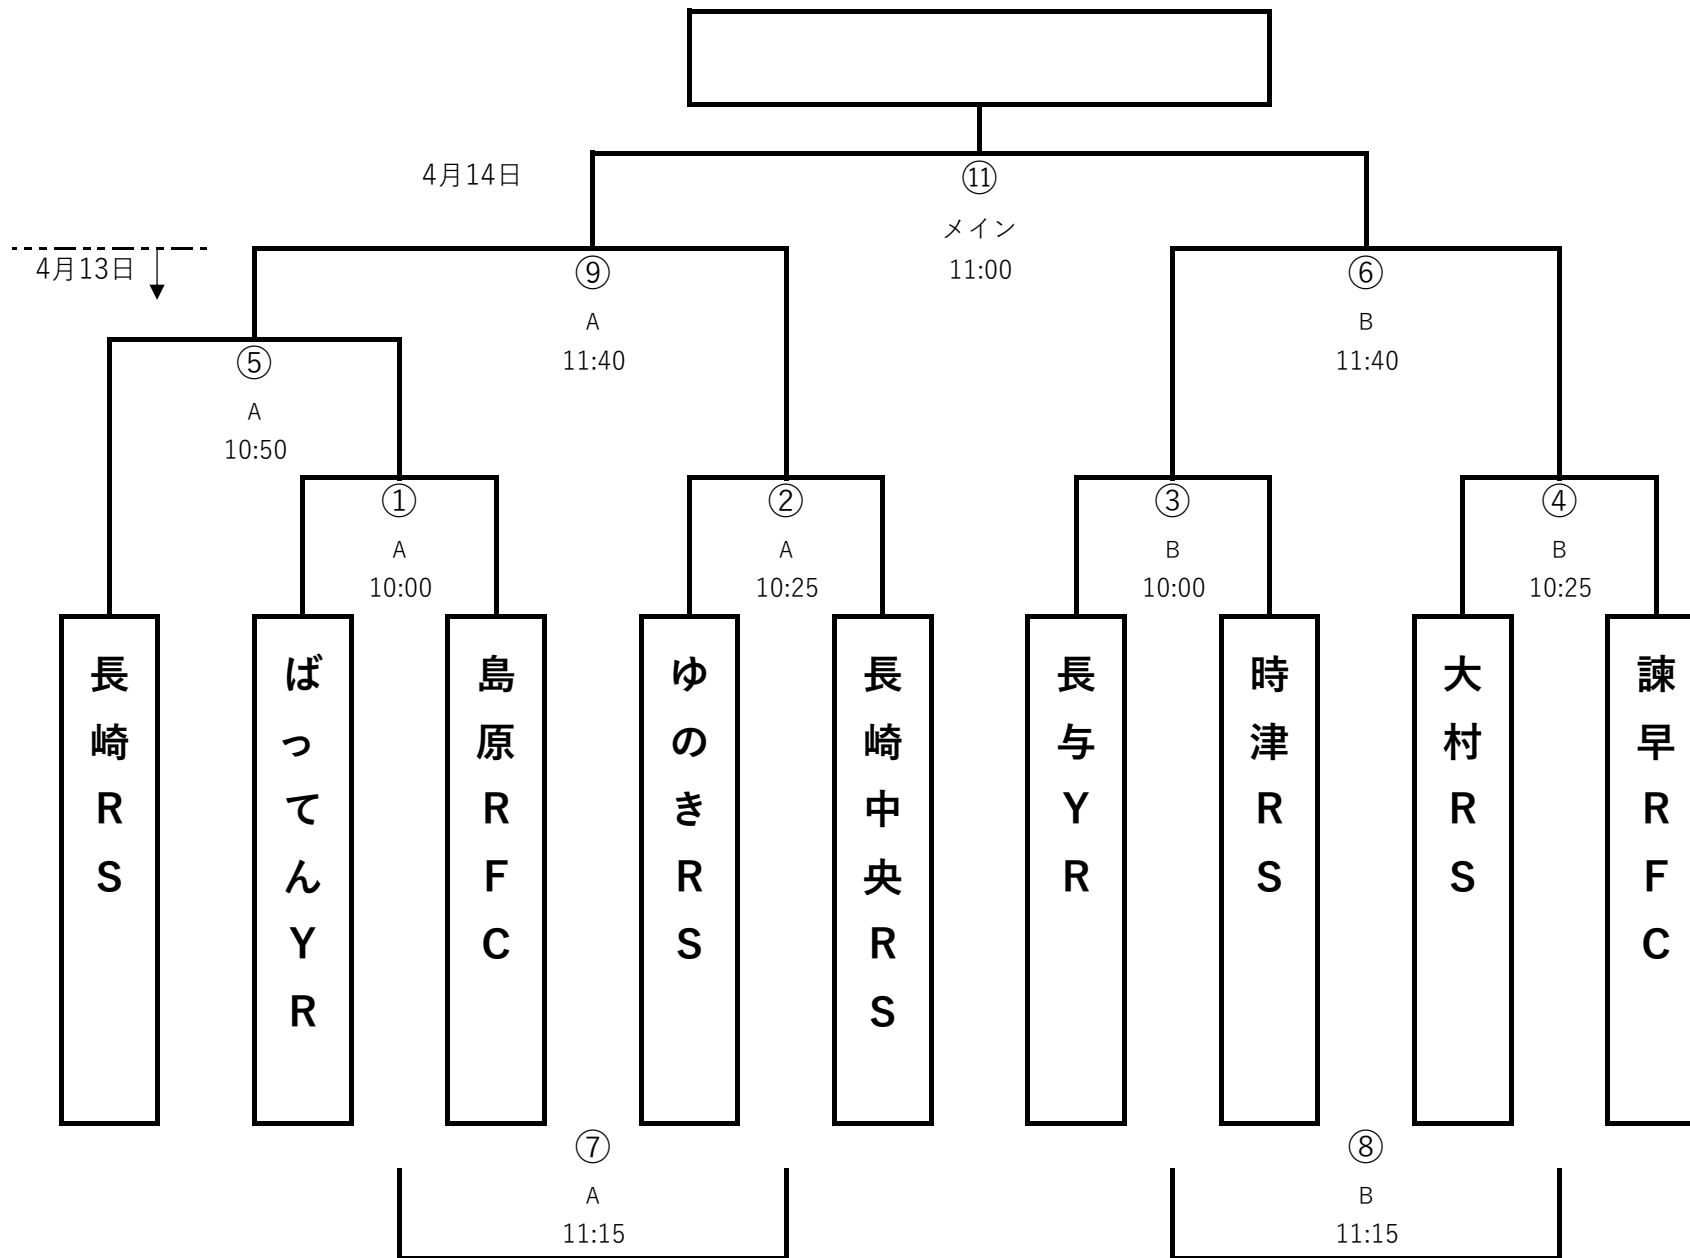 4月14日
⑪
メイン
11:00
4月13日
⑨
A
11:40
⑥
B
11:40
⑤
A
10:50
①
A
10:00
②
A
10:25
③
B
10:00
④
B
10:25
長崎RS
ばってんYR
島原RFC
ゆのきRS
長崎中央RS
長与YR
時津RS
大村RS
諫早RFC
⑦
A
11:15
⑧
B
11:15